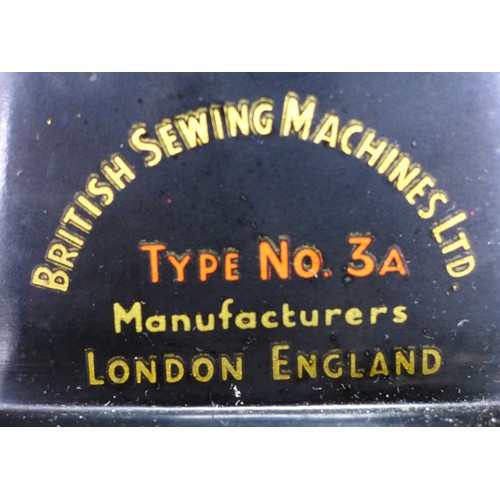 BRITISH SEWING MACHINES LTD.
TYPE NO. 3A
Manufacturers
LONDON ENGLAND